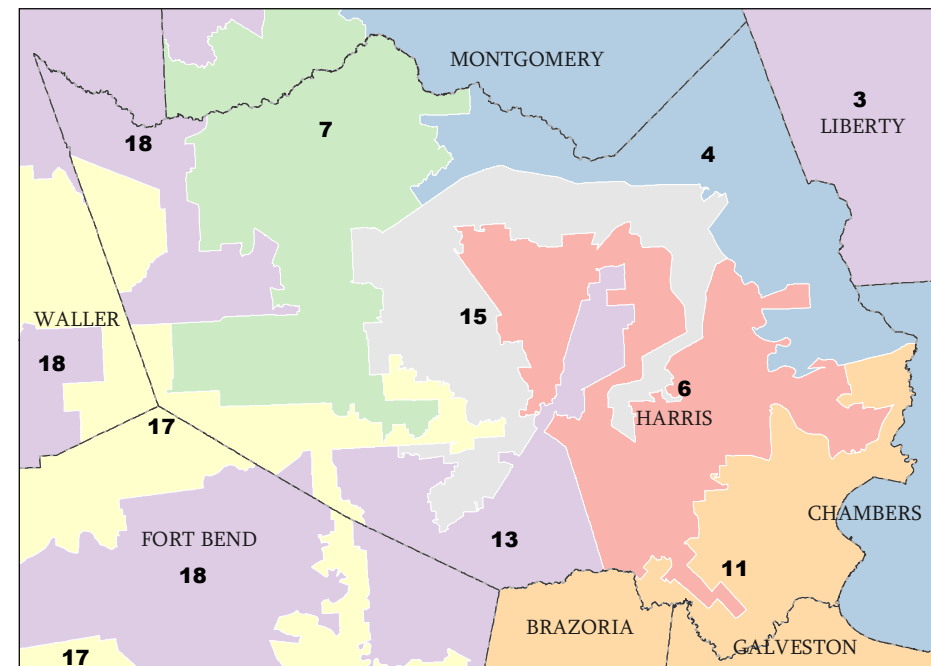 MONTGOMERY
3
LIBERTY
7
18
4
15
WALLER
18
6
HARRIS
17
CHAMBERS
FORT BEND
13
18
11
BRAZORIA
GALVESTON
17